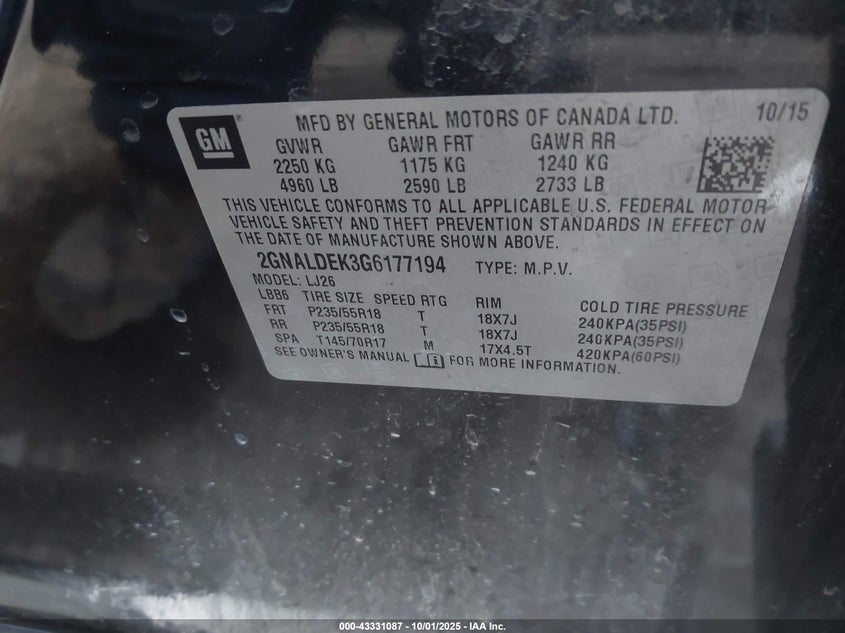 GM ® MFD BY GENERAL MOTORS OF CANADA LTD. 10/15
GVWR GAWR FRT GAWR RR
2250 KG 1175 KG 1240 KG
4960 LB 2590 LB 2733 LB
THIS VEHICLE CONFORMS TO ALL APPLICABLE U.S. FEDERAL MOTOR
VEHICLE SAFETY AND THEFT PREVENTION STANDARDS IN EFFECT ON
THE DATE OF MANUFACTURE SHOWN ABOVE.
2GNALDEK3G6177194 TYPE: M.P.V.
MODEL: LJ26
LBB6 TIRE SIZE SPEED RTG RIM COLD TIRE PRESSURE
FRT P235/55R18 T 18X7J 240KPA(35PSI)
RR P235/55R18 T 18X7J 240KPA(35PSI)
SPA T145/70R17 M 17X4.5T 420KPA(60PSI)
SEE OWNER'S MANUAL FOR MORE INFORMATION.
000-43331087 - 10/01/2025 - IAA Inc.